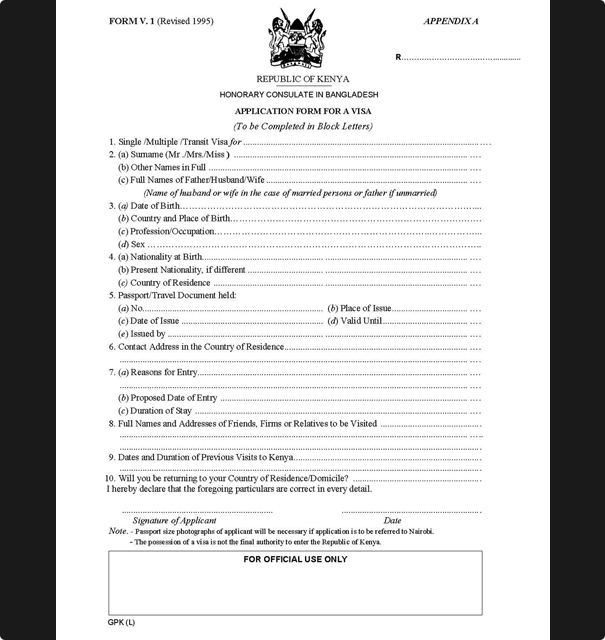 FORM V. 1 (Revised 1995)
APPENDIX A
R..........................................
REPUBLIC OF KENYA
HONORARY CONSULATE IN BANGLADESH
APPLICATION FORM FOR A VISA
(To be Completed in Block Letters)
1. Single /Multiple /Transit Visa for ....................................................................................
2. (a) Surname (Mr ./Mrs./Miss ) ....................................................................................
(b) Other Names in Full ....................................................................................
(c) Full Names of Father/Husband/Wife ....................................................................................
(Name of husband or wife in the case of married persons or father if unmarried)
3. (a) Date of Birth....................................................................................
(b) Country and Place of Birth....................................................................................
(c) Profession/Occupation....................................................................................
(d) Sex ....................................................................................
4. (a) Nationality at Birth....................................................................................
(b) Present Nationality, if different ....................................................................................
(c) Country of Residence ....................................................................................
5. Passport/Travel Document held:
(a) No.................................................... (b) Place of Issue..............................
(c) Date of Issue .................................................... (d) Valid Until..............................
(e) Issued by ....................................................................................
6. Contact Address in the Country of Residence....................................................................................
....................................................................................
7. (a) Reasons for Entry....................................................................................
....................................................................................
(b) Proposed Date of Entry ....................................................................................
(c) Duration of Stay ....................................................................................
8. Full Names and Addresses of Friends, Firms or Relatives to be Visited ..............................
....................................................................................
....................................................................................
9. Dates and Duration of Previous Visits to Kenya....................................................................................
....................................................................................
10. Will you be returning to your Country of Residence/Domicile? ..............................
I hereby declare that the foregoing particulars are correct in every detail.
.................................................... ....................................................
Signature of Applicant Date
Note. - Passport size photographs of applicant will be necessary if application is to be referred to Nairobi.
- The possession of a visa is not the final authority to enter the Republic of Kenya.
FOR OFFICIAL USE ONLY
GPK (L)